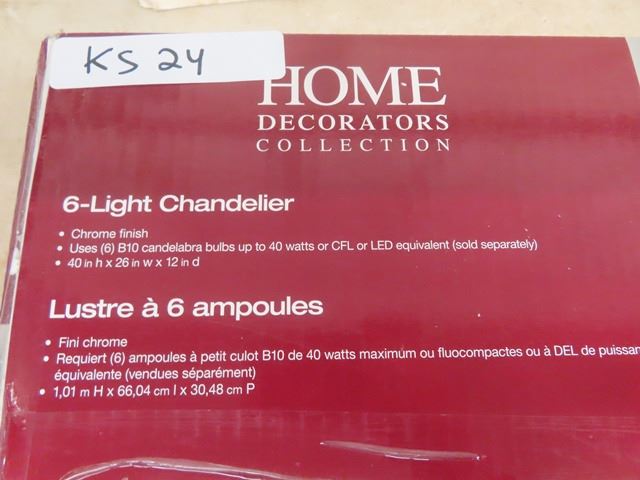 KS 24
HOME
DECORATORS
COLLECTION
6-Light Chandelier
• Chrome finish
• Uses (6) B10 candelabra bulbs up to 40 watts or CFL or LED equivalent (sold separately)
• 40 in h x 26 in w x 12 in d
Lustre à 6 ampoules
• Fini chrome
• Requiert (6) ampoules à petit culot B10 de 40 watts maximum ou fluocompactes ou à DEL de puissan
équivalente (vendues séparément)
• 1,01 m H x 66,04 cm l x 30,48 cm P